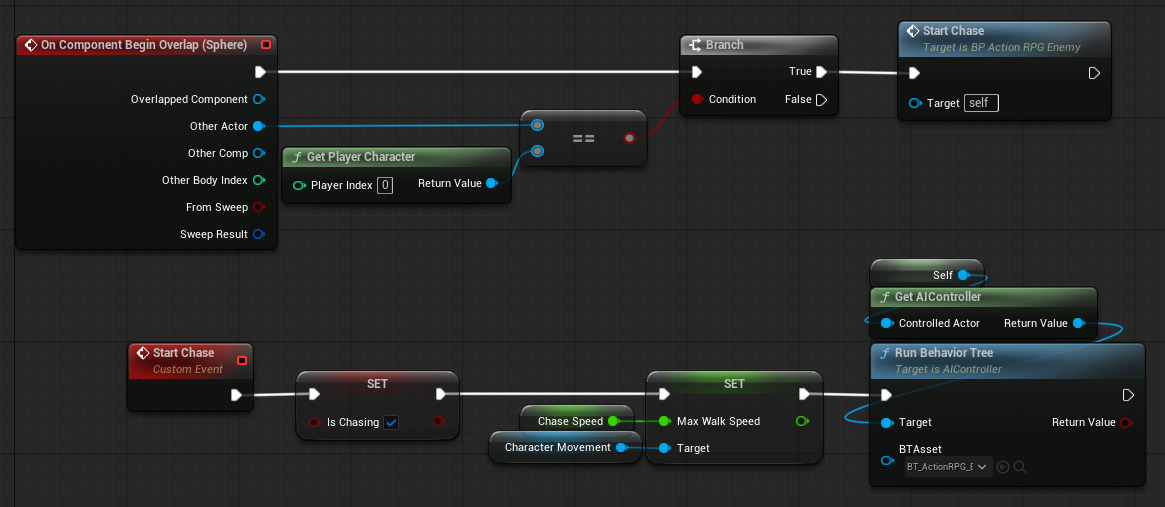 On Component Begin Overlap (Sphere)
Overlapped Component
Other Actor
Other Comp
Other Body Index
From Sweep
Sweep Result
f Get Player Character
Player Index 0 Return Value
==
Branch
True
Condition False
Start Chase
Target is BP Action RPG Enemy
Target self
Start Chase
Custom Event
SET
Is Chasing
Chase Speed
Character Movement
SET
Max Walk Speed
Target
Self
f Get AIController
Controlled Actor Return Value
f Run Behavior Tree
Target is AIController
Target Return Value
BTAsset
BT_ActionRPG_E